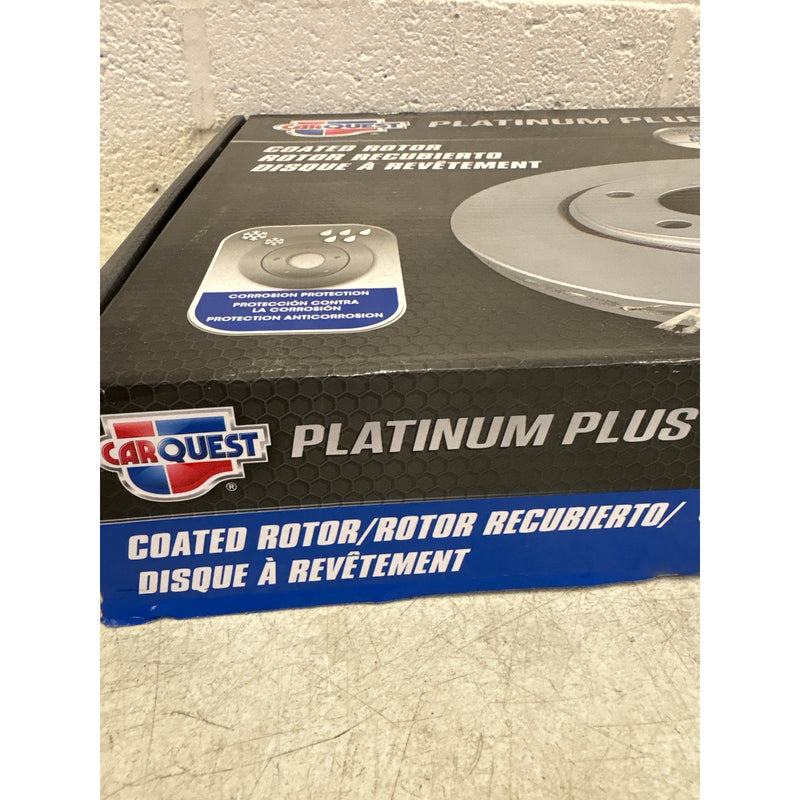 CARQUEST PLATINUM PLUS
COATED ROTOR
ROTOR RECUBIERTO
DISQUE À REVÊTEMENT
CORROSION PROTECTION
PROTECCIÓN CONTRA
LA CORROSIÓN
PROTECTION ANTICORROSION
CARQUEST® PLATINUM PLUS
COATED ROTOR/ROTOR RECUBIERTO/
DISQUE À REVÊTEMENT